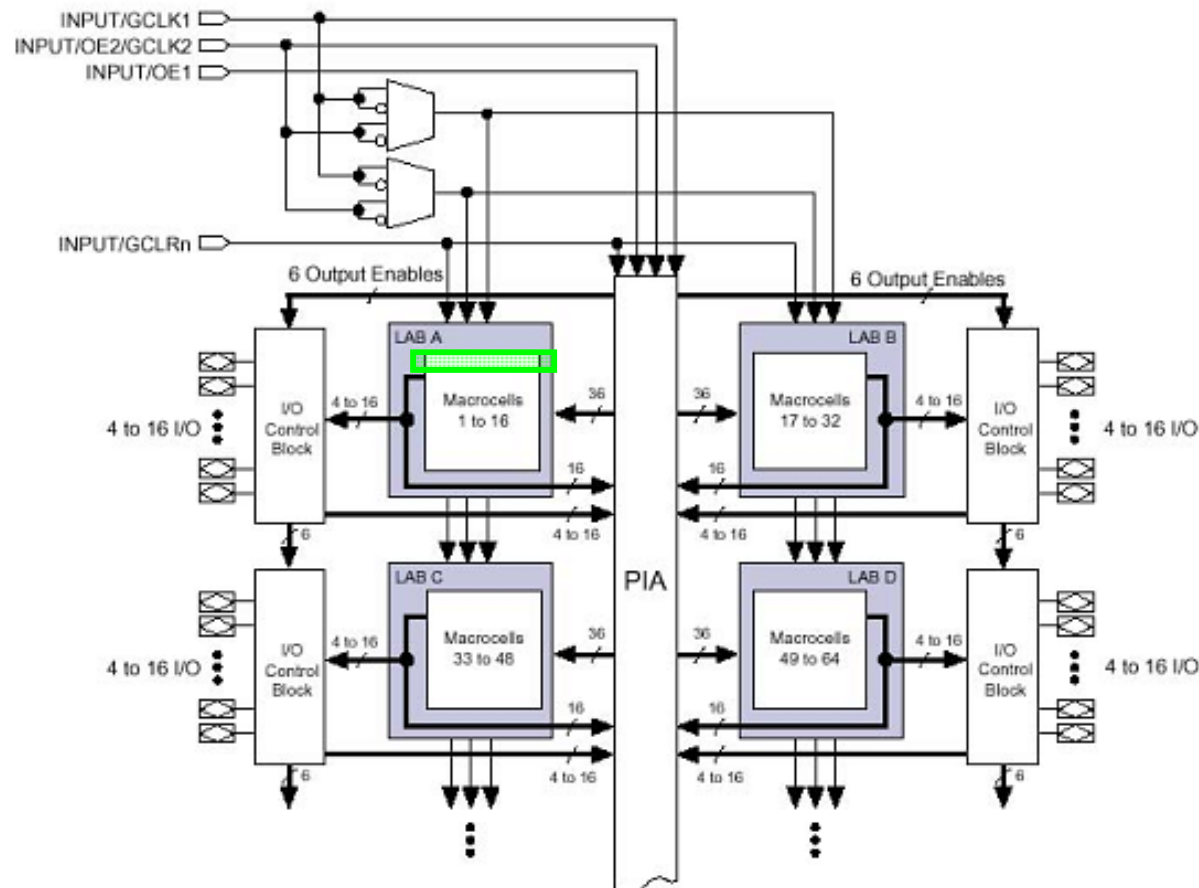 INPUT/GCLK1
INPUT/OE2/GCLK2
INPUT/OE1
INPUT/GCLRn
6 Output Enables
6 Output Enables
LAB A
LAB B
4 to 16 I/O
I/O
Control
Block
4 to 16
Macrocells
1 to 16
36
36
Macrocells
17 to 32
4 to 16
I/O
Control
Block
4 to 16 I/O
16
16
6
4 to 16
4 to 16
6
PIA
LAB C
LAB D
4 to 16 I/O
I/O
Control
Block
4 to 16
Macrocells
33 to 48
36
36
Macrocells
49 to 64
4 to 16
I/O
Control
Block
4 to 16 I/O
16
16
6
4 to 16
4 to 16
6